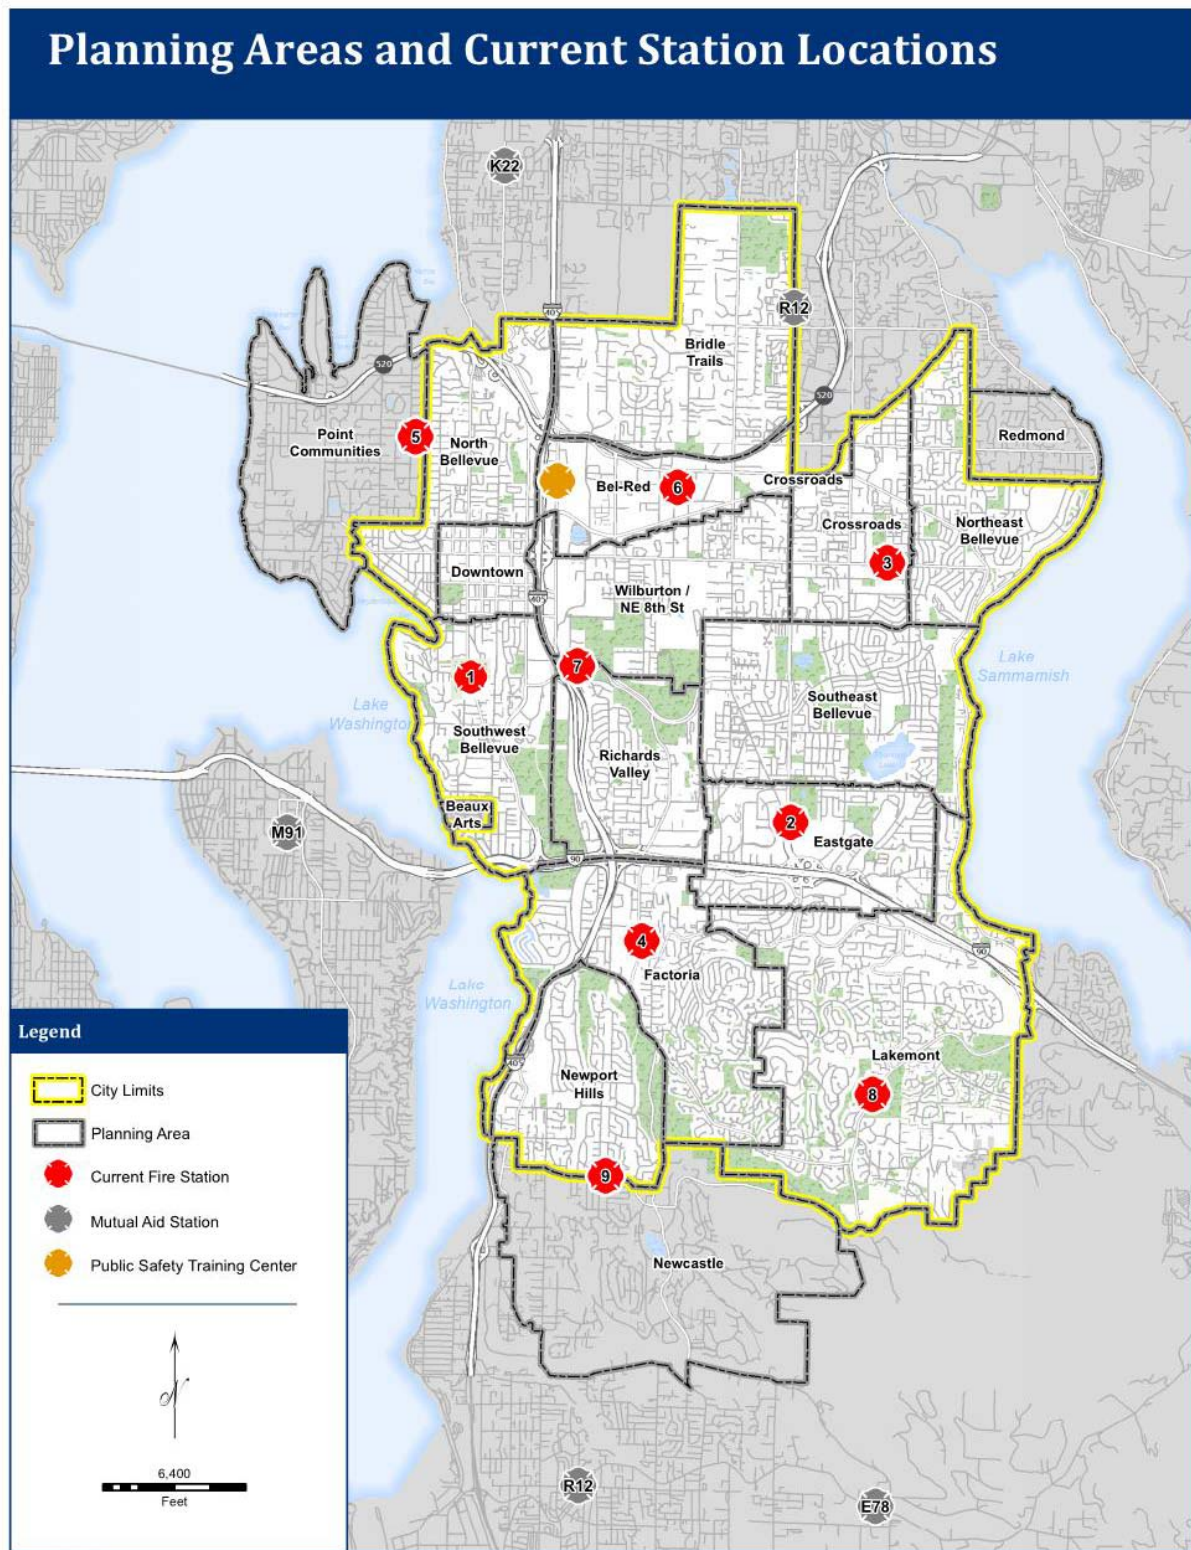 Planning Areas and Current Station Locations
K22
405
R12
Bridle
Trails
520
520
Point
Communities
5
North
Bellevue
Redmond
Bel-Red
6
Crossroads
Crossroads
Northeast
Bellevue
3
Downtown
405
Wilburton /
NE 8th St
1
7
Lake
Sammamish
Lake
Washington
Southeast
Bellevue
Southwest
Bellevue
Richards
Valley
Beaux
Arts
M91
2
Eastgate
90
4
Factoria
90
Lake
Washington
Legend
City Limits
Planning Area
Current Fire Station
Mutual Aid Station
Public Safety Training Center
N
6,400
Feet
405
Lakemont
Newport
Hills
8
9
Newcastle
R12
E78